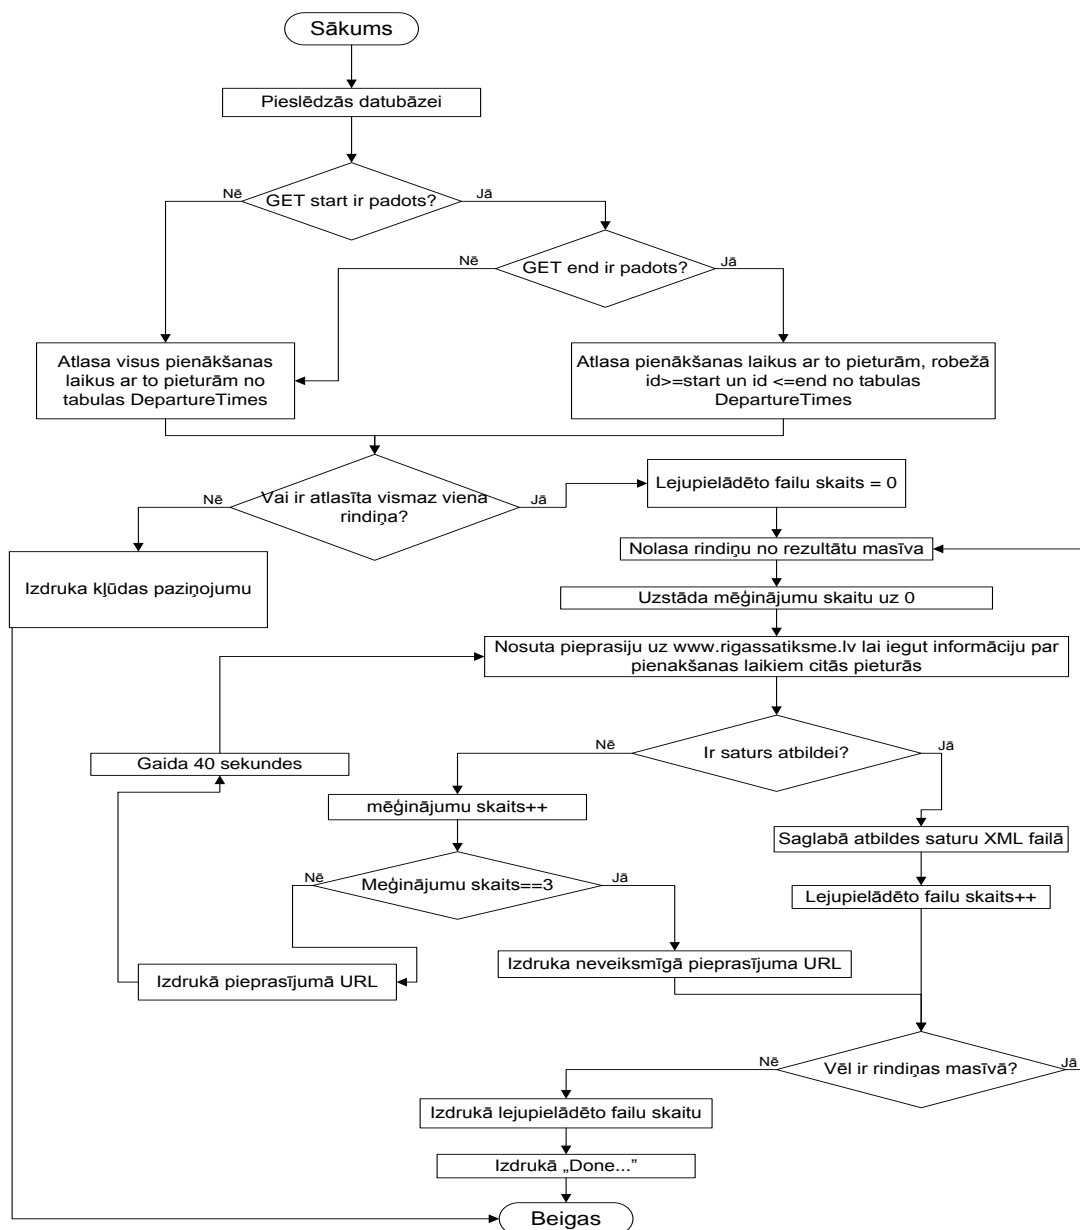 Sākums
Pieslēdzās datubāzei
Nē
GET start ir padots?
Jā
Nē
GET end ir padots?
Jā
Atlasa visus pienākšanas
laikus ar to pieturām no
tabulas DepartureTimes
Atlasa pienākšanas laikus ar to pieturām, robežā
id>=start un id <=end no tabulas
DepartureTimes
Nē
Vai ir atlasīta vismaz viena
rindiņa?
Jā
Lejupielādēto failu skaits = 0
Nolasa rindiņu no rezultātu masīva
Izdruka kļūdas paziņojumu
Uzstāda mēģinājumu skaitu uz 0
Nosuta pieprasiju uz www.rigassatiksme.lv lai iegut informāciju par
pienakšanas laikiem citās pieturās
Nē
Ir saturs atbildei?
Jā
Gaida 40 sekundes
mēģinājumu skaits++
Saglabā atbildes saturu XML failā
Nē
Meģinājumu skaits==3
Jā
Lejupielādēto failu skaits++
Izdruka neveiksmīgā pieprasījuma URL
Izdrukā pieprasījumā URL
Nē
Vēl ir rindiņas masīvā?
Jā
Izdrukā lejupielādēto failu skaitu
Izdrukā „Done...”
Beigas